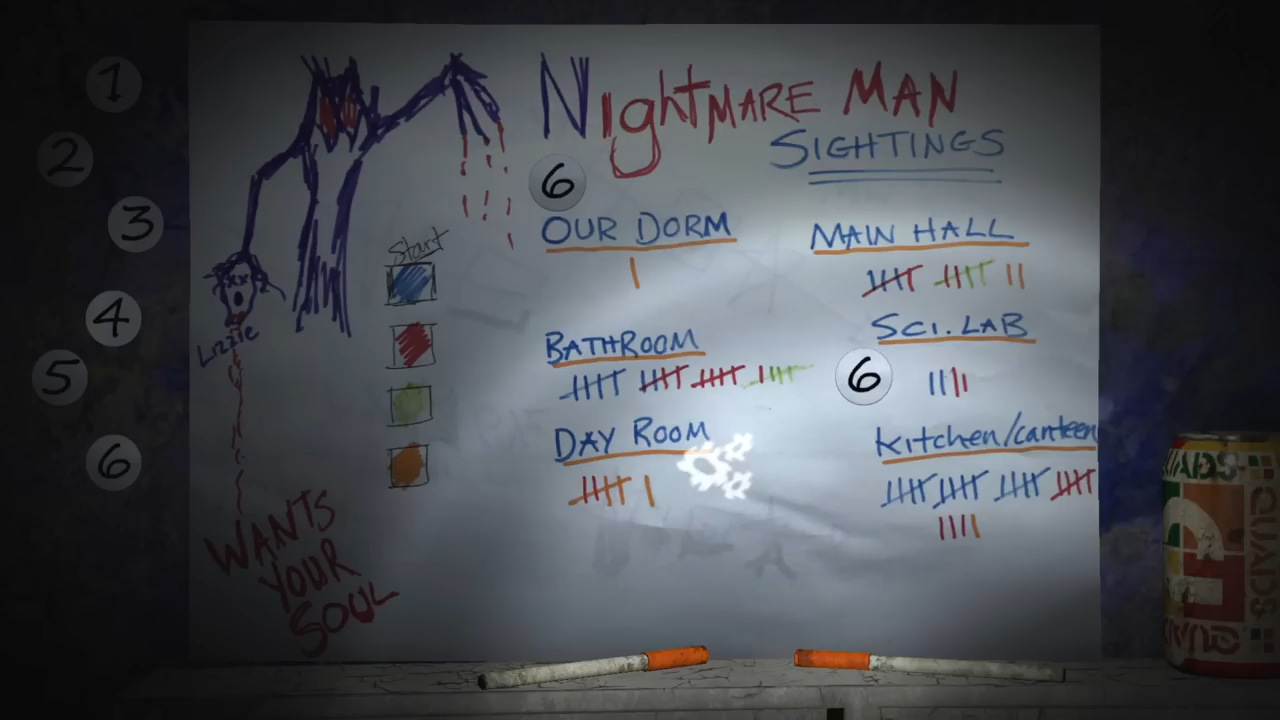 1
2
3
4
5
6
NIghTMARE MAN
SIGHTINGS
6
OUR DORM
MAIN HALL
Start
SCI. LAB
BATHROOM
6
Lizzie
DAY ROOM
Kitchen/canteen
WANTS
YOUR
SOUL